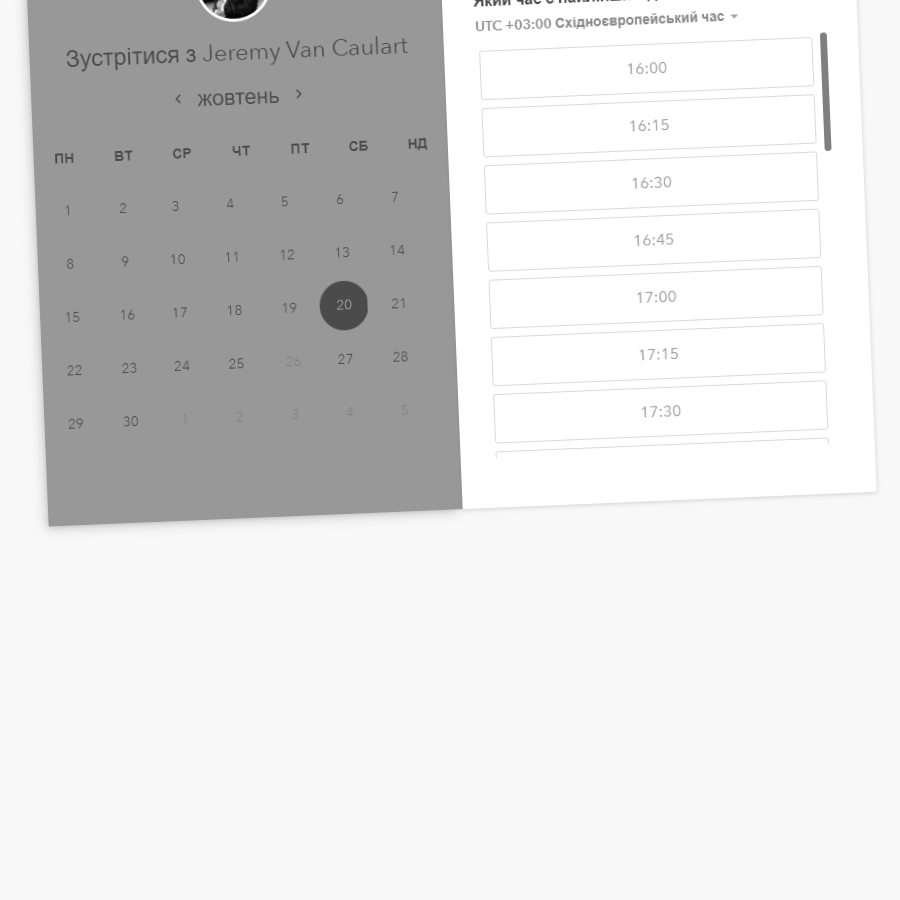 Зустрітися з Jeremy Van Caulart
‹ жовтень ›
ПН ВТ СР ЧТ ПТ СБ НД
1 2 3 4 5 6 7
8 9 10 11 12 13 14
15 16 17 18 19 20 21
22 23 24 25 26 27 28
29 30 1 2 3 4 5
Який час є
UTC +03:00 Східноєвропейський час
16:00
16:15
16:30
16:45
17:00
17:15
17:30